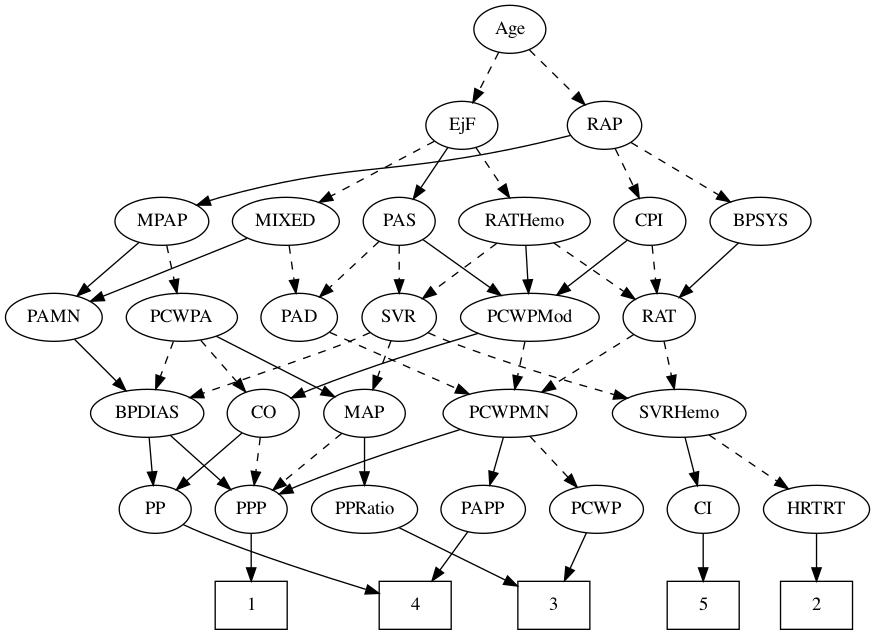 Age
EjF
RAP
MPAP
MIXED
PAS
RATHemo
CPI
BPSYS
PAMN
PCWPA
PAD
SVR
PCWPMod
RAT
BPDIAS
CO
MAP
PCWPMN
SVRHemo
PP
PPP
PPRatio
PAPP
PCWP
CI
HRTRT
1
4
3
5
2